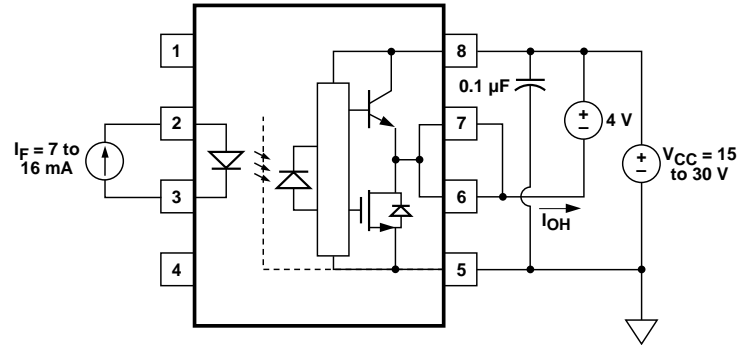 1
8
0.1 µF
2
7
+
−
4 V
I_F = 7 to
16 mA
+
−
V_CC = 15
to 30 V
3
6
I_OH
4
5